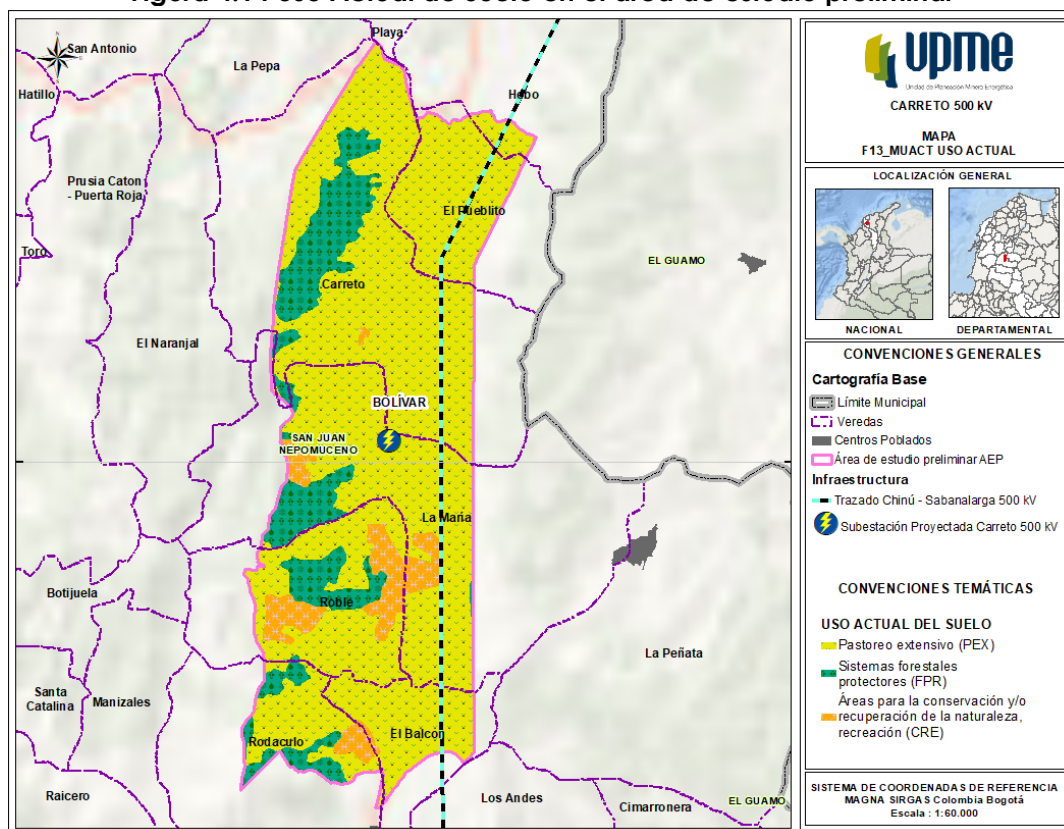 San Antonio
Playa
La Pepa
Hatillo
Hebo
Prusia Caton
- Puerta Roja
El Pueblito
Toro
EL GUAMO
Carreto
El Naranjal
BOLÍVAR
SAN JUAN
NEPOMUCENO
La Maria
Botijuela
Roble
La Peñata
Santa
Catalina
Manizales
Rodaculo
El Balcon
Raicero
Los Andes
Cimarronera
EL GUAMO
upme
Unidad de Planeación Minero Energética
CARRETO 500 kV
MAPA
F13_MUACT USO ACTUAL
LOCALIZACIÓN GENERAL
NACIONAL
DEPARTAMENTAL
CONVENCIONES GENERALES
Cartografía Base
Límite Municipal
Veredas
Centros Poblados
Área de estudio preliminar AEP
Infraestructura
Trazado Chinú - Sabanalarga 500 kV
Subestación Proyectada Carreto 500 kV
CONVENCIONES TEMÁTICAS
USO ACTUAL DEL SUELO
Pastoreo extensivo (PEX)
Sistemas forestales
protectores (FPR)
Áreas para la conservación y/o
recuperación de la naturaleza,
recreación (CRE)
SISTEMA DE COORDENADAS DE REFERENCIA
MAGNA SIRGAS Colombia Bogotá
Escala : 1:60.000